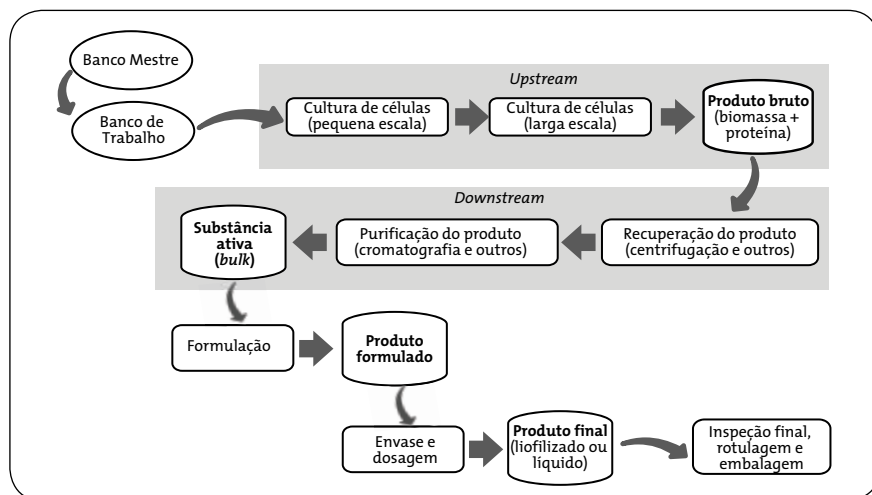 Banco Mestre
Banco de
Trabalho
Upstream
Cultura de células
(pequena escala)
Cultura de células
(larga escala)
Produto bruto
(biomassa +
proteína)
Downstream
Recuperação do produto
(centrifugação e outros)
Purificação do produto
(cromatografia e outros)
Substância
ativa
(bulk)
Formulação
Produto
formulado
Envase e
dosagem
Produto final
(liofilizado ou
líquido)
Inspeção final,
rotulagem e
embalagem